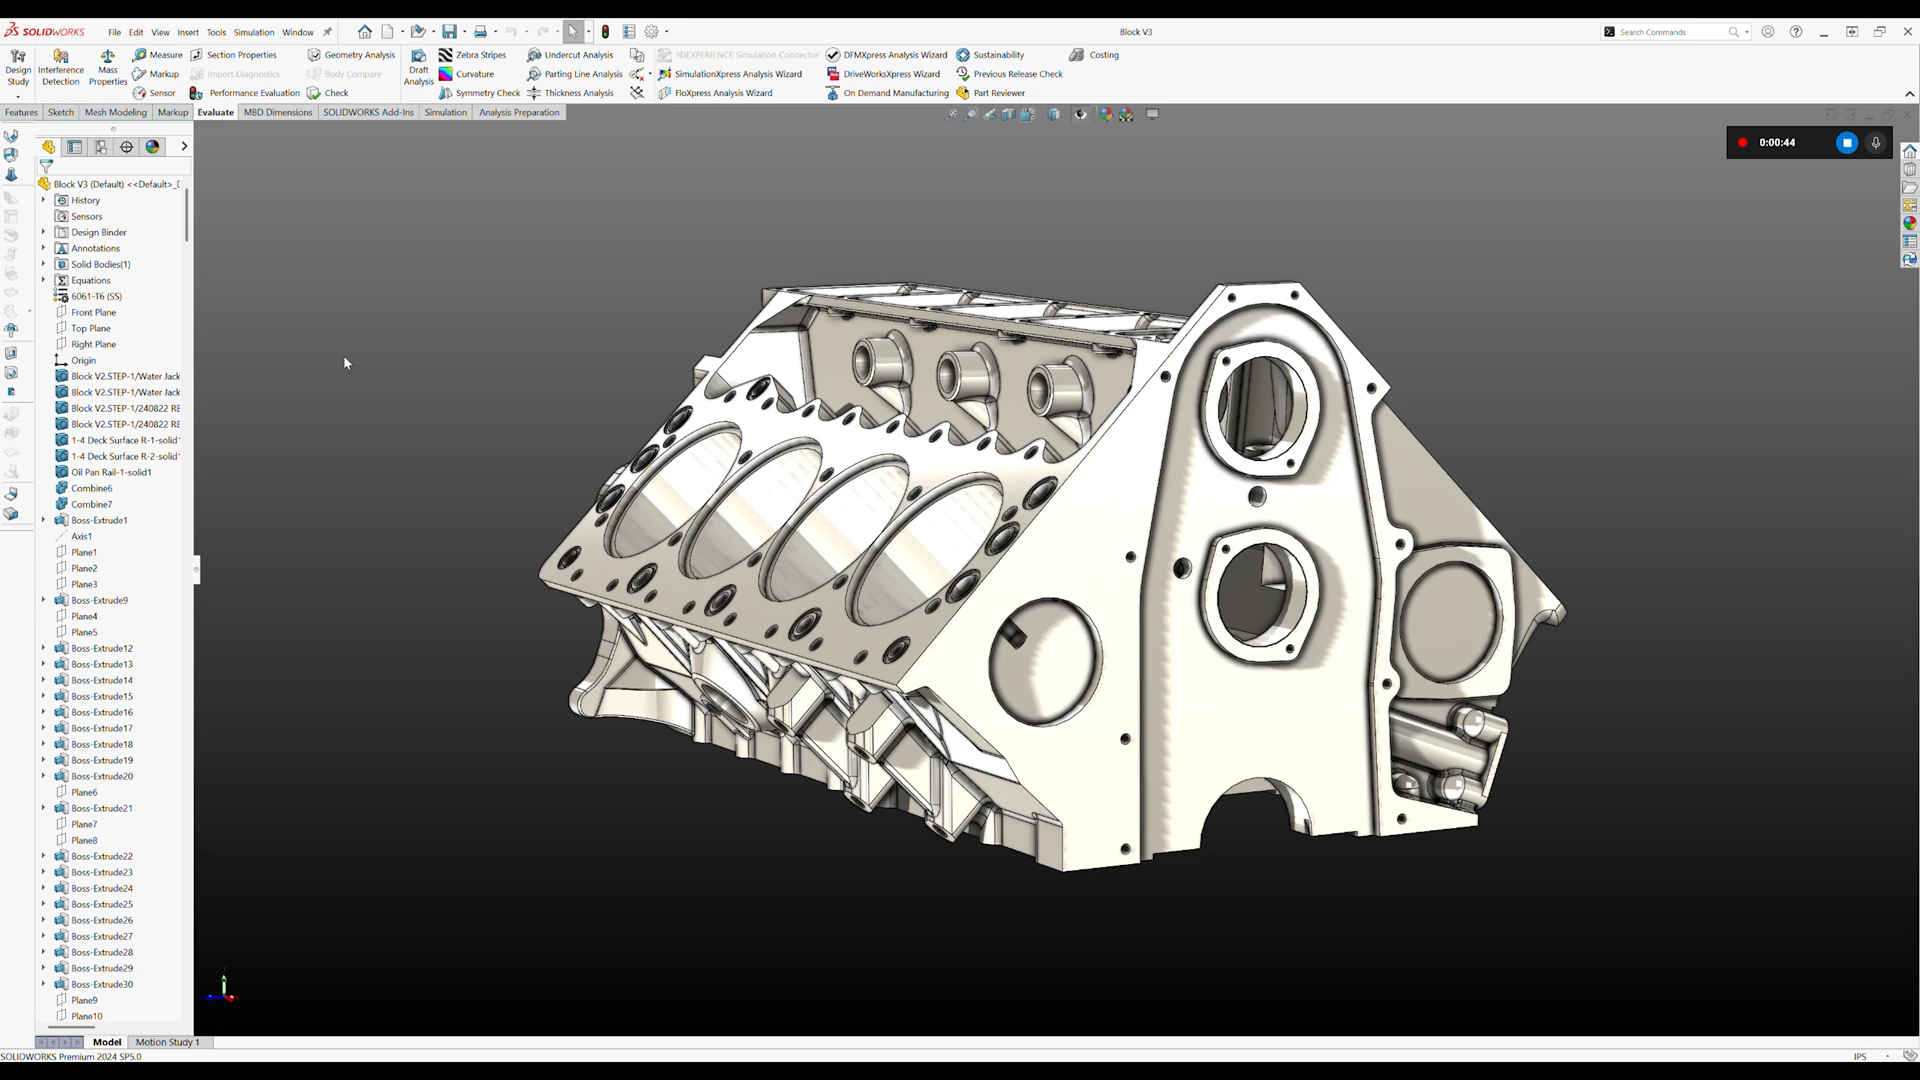 SOLIDWORKS File Edit View Insert Tools Simulation Window Block V3 Search Commands
Measure Section Properties Geometry Analysis Zebra Stripes Undercut Analysis 3DEXPERIENCE Simulation Connector DFMXpress Analysis Wizard Sustainability Costing
Design Study Interference Detection Mass Properties Markup Import Diagnostics Body Compare Draft Analysis Curvature Parting Line Analysis SimulationXpress Analysis Wizard DriveWorksXpress Wizard Previous Release Check
Sensor Performance Evaluation Check Symmetry Check Thickness Analysis FloXpress Analysis Wizard On Demand Manufacturing Part Reviewer
Features Sketch Mesh Modeling Markup Evaluate MBD Dimensions SOLIDWORKS Add-Ins Simulation Analysis Preparation
0:00:44
Block V3 (Default) <<Default>_D
History
Sensors
Design Binder
Annotations
Solid Bodies(1)
Equations
6061-T6 (SS)
Front Plane
Top Plane
Right Plane
Origin
Block V2.STEP-1/Water Jack
Block V2.STEP-1/Water Jack
Block V2.STEP-1/240822 RE
Block V2.STEP-1/240822 RE
1-4 Deck Surface R-1-solid1
1-4 Deck Surface R-2-solid1
Oil Pan Rail-1-solid1
Combine6
Combine7
Boss-Extrude1
Axis1
Plane1
Plane2
Plane3
Boss-Extrude9
Plane4
Plane5
Boss-Extrude12
Boss-Extrude13
Boss-Extrude14
Boss-Extrude15
Boss-Extrude16
Boss-Extrude17
Boss-Extrude18
Boss-Extrude19
Boss-Extrude20
Plane6
Boss-Extrude21
Plane7
Plane8
Boss-Extrude22
Boss-Extrude23
Boss-Extrude24
Boss-Extrude25
Boss-Extrude26
Boss-Extrude27
Boss-Extrude28
Boss-Extrude29
Boss-Extrude30
Plane9
Plane10
Model Motion Study 1
SOLIDWORKS Premium 2024 SP5.0 IPS